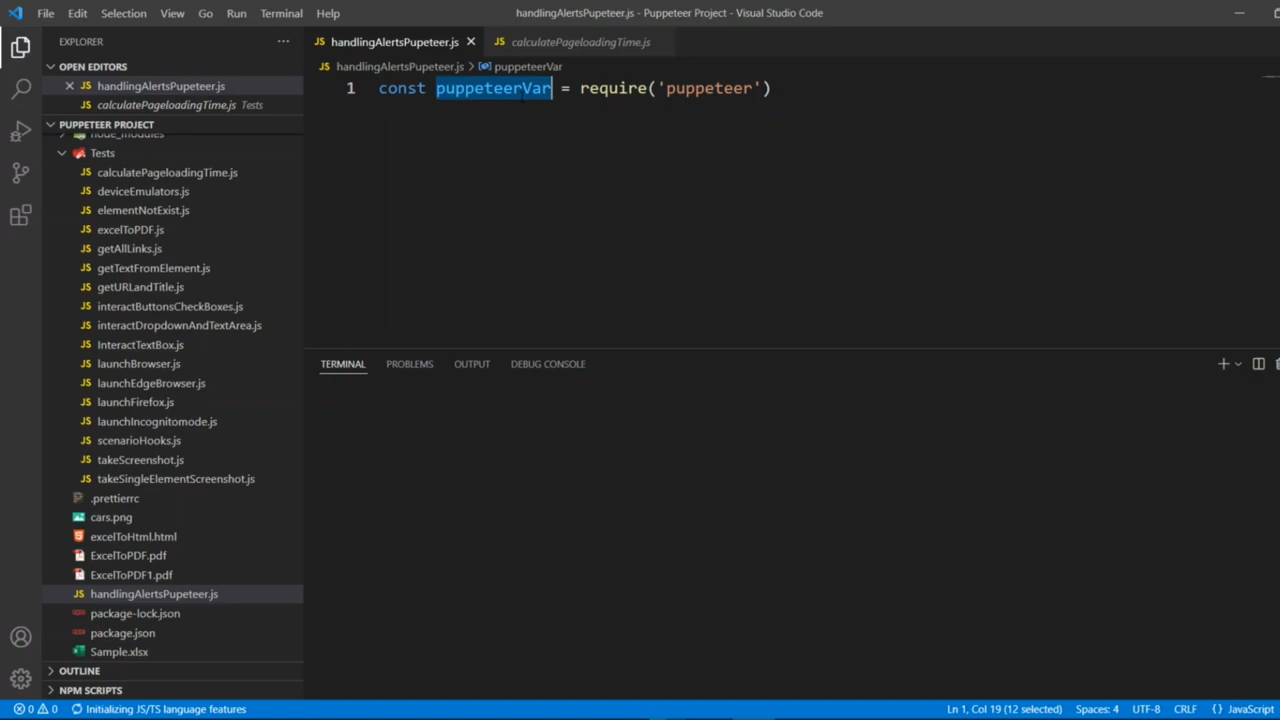 File Edit Selection View Go Run Terminal Help handlingAlertsPupeteer.js - Puppeteer Project - Visual Studio Code
EXPLORER ···
JS handlingAlertsPupeteer.js JS calculatePageloadingTime.js
OPEN EDITORS
JS handlingAlertsPupeteer.js
JS calculatePageloadingTime.js Tests
PUPPETEER PROJECT
node_modules
Tests
JS calculatePageloadingTime.js
JS deviceEmulators.js
JS elementNotExist.js
JS excelToPDF.js
JS getAllLinks.js
JS getTextFromElement.js
JS getURLandTitle.js
JS interactButtonsCheckBoxes.js
JS interactDropdownAndTextArea.js
JS InteractTextBox.js
JS launchBrowser.js
JS launchEdgeBrowser.js
JS launchFirefox.js
JS launchIncognitomode.js
JS scenarioHooks.js
JS takeScreenshot.js
JS takeSingleElementScreenshot.js
.prettierrc
cars.png
excelToHtml.html
ExcelToPDF.pdf
ExcelToPDF1.pdf
JS handlingAlertsPupeteer.js
package-lock.json
package.json
Sample.xlsx
OUTLINE
NPM SCRIPTS
JS handlingAlertsPupeteer.js > puppeteerVar
1 const puppeteerVar = require('puppeteer')
TERMINAL PROBLEMS OUTPUT DEBUG CONSOLE
0 0 Initializing JS/TS language features Ln 1, Col 19 (12 selected) Spaces: 4 UTF-8 CRLF {} JavaScript